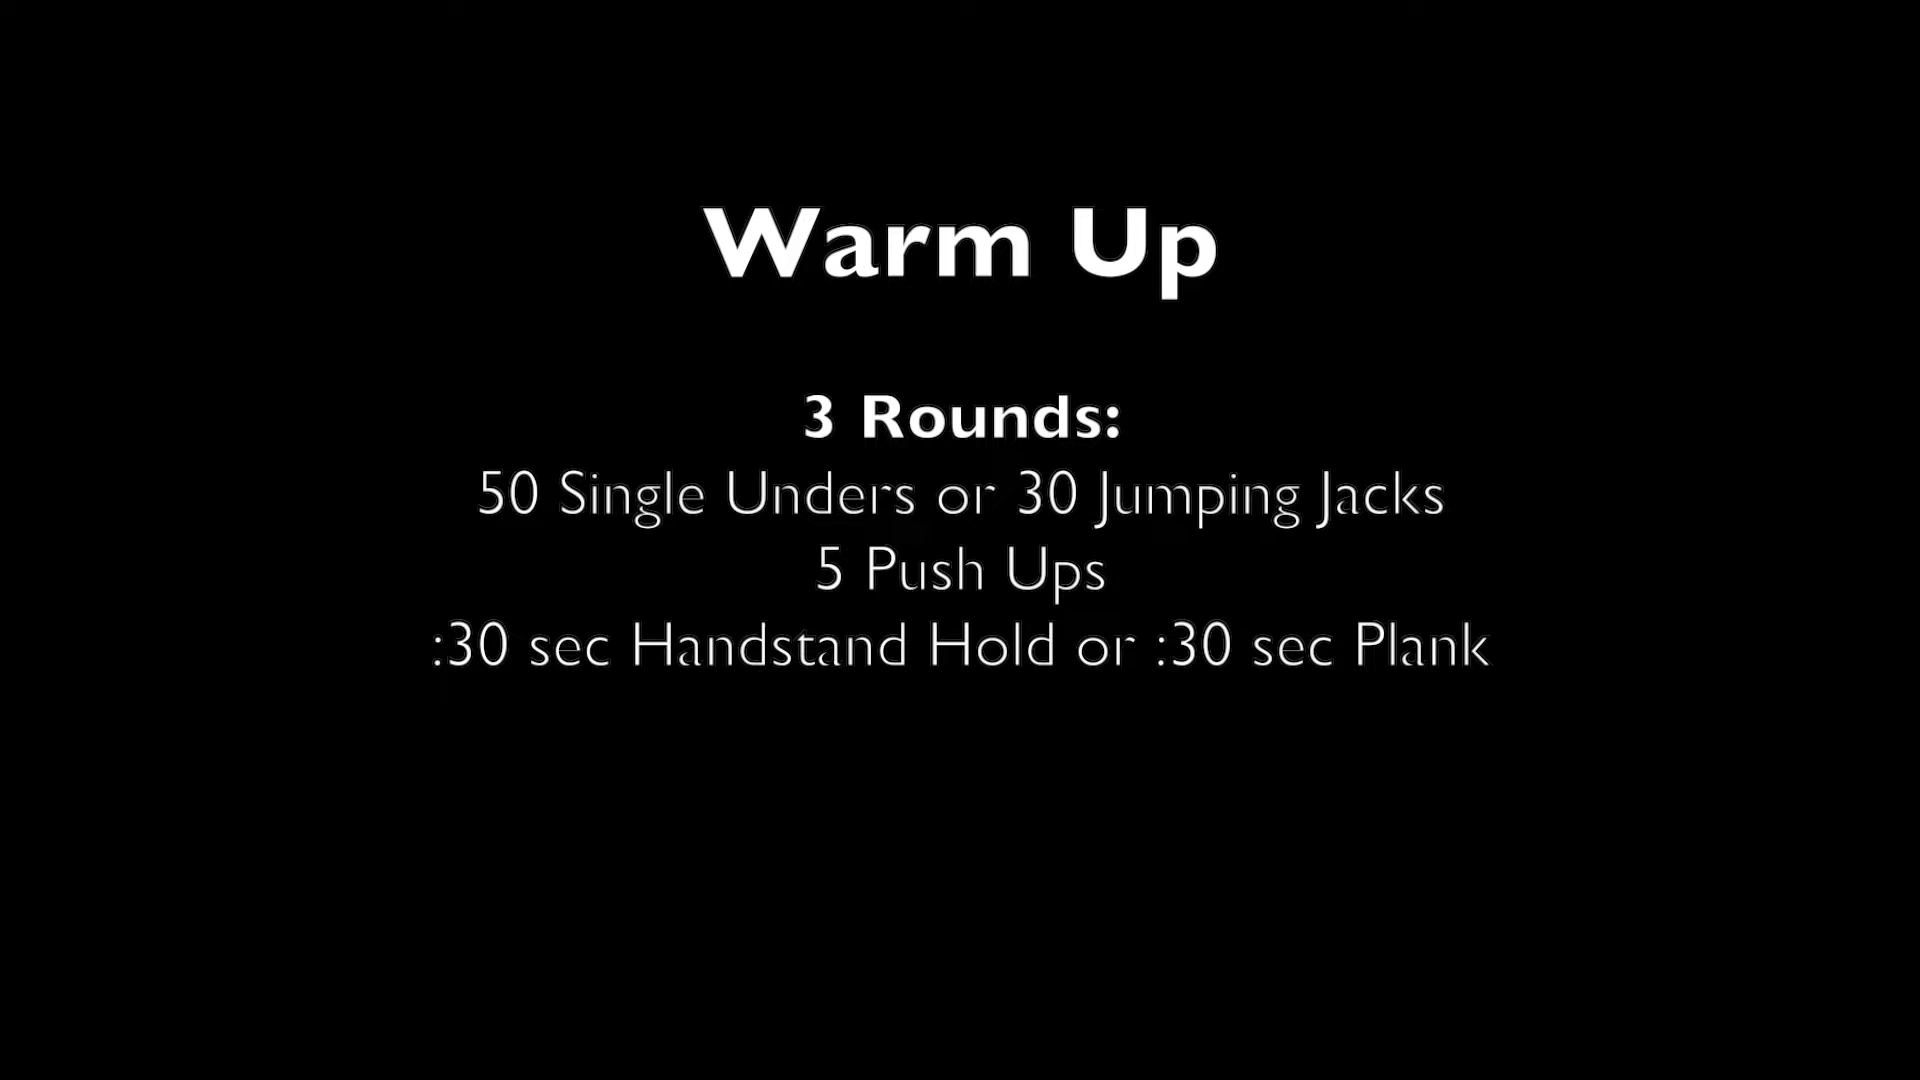 Warm Up
3 Rounds:
50 Single Unders or 30 Jumping Jacks
5 Push Ups
:30 sec Handstand Hold or :30 sec Plank